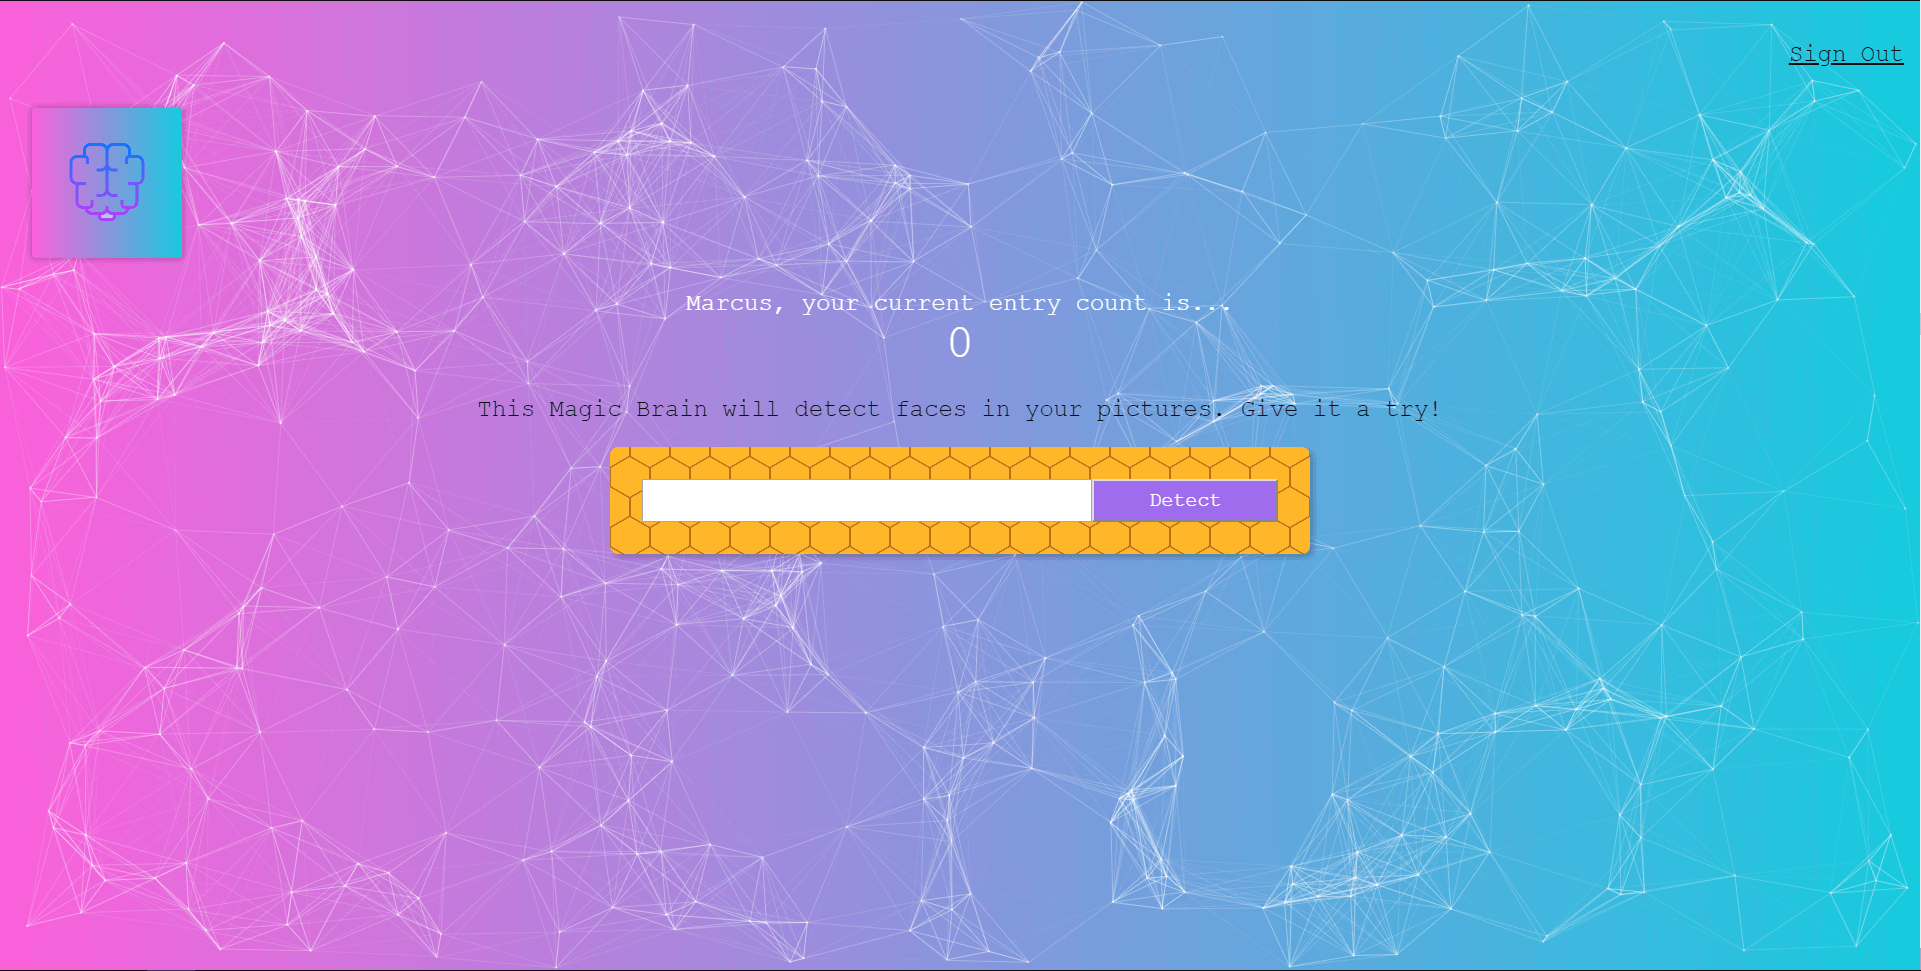 Sign Out
Marcus, your current entry count is...
0
This Magic Brain will detect faces in your pictures. Give it a try!
Detect